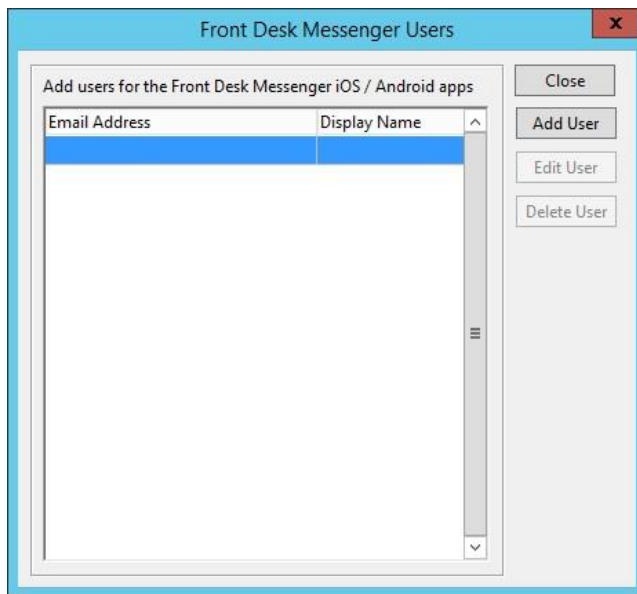 Front Desk Messenger Users
x
Add users for the Front Desk Messenger iOS / Android apps
Email Address Display Name
Close
Add User
Edit User
Delete User